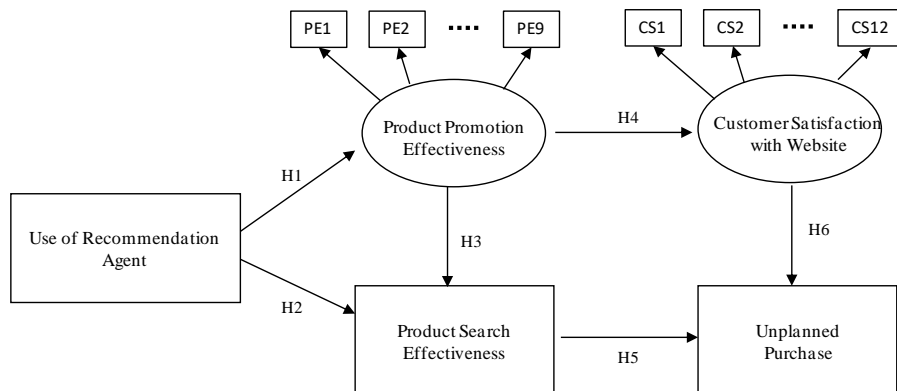 PE1
PE2
....
PE9
CS1
CS2
....
CS12
Product Promotion
Effectiveness
H4
Customer Satisfaction
with Website
H1
Use of Recommendation
Agent
H3
H6
H2
Product Search
Effectiveness
H5
Unplanned
Purchase